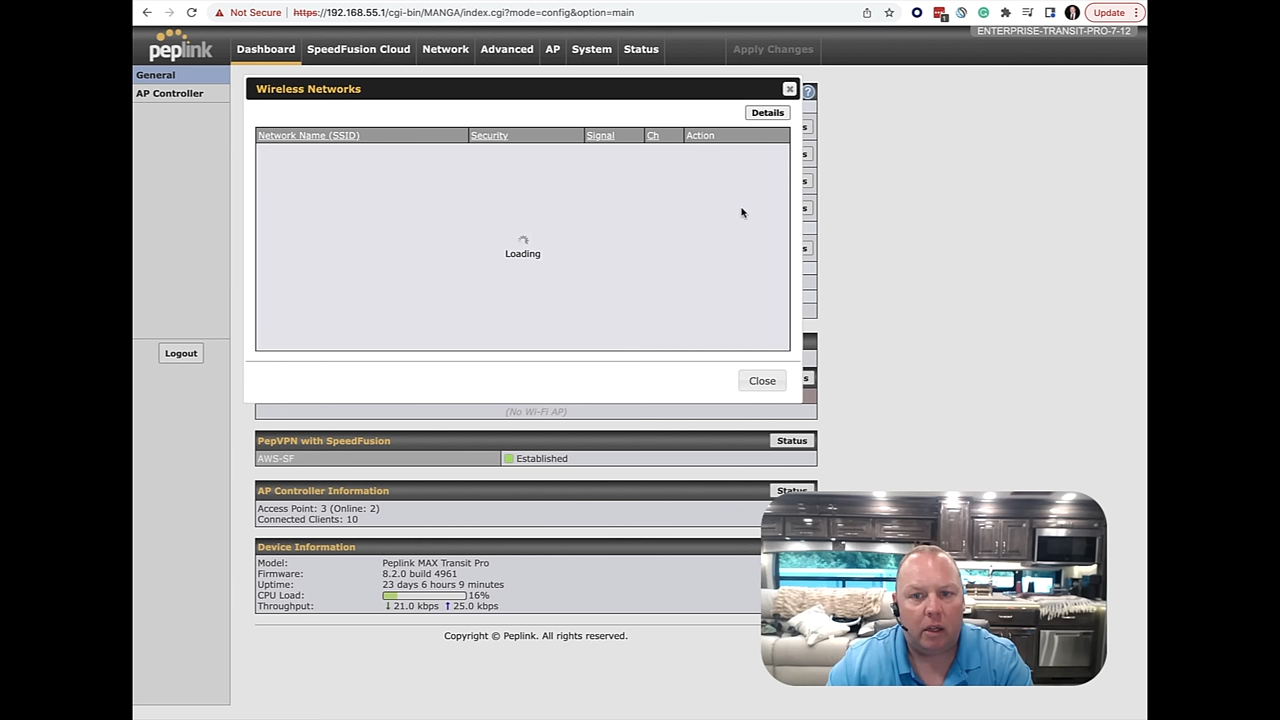 Not Secure https://192.168.55.1/cgi-bin/MANGA/index.cgi?mode=config&option=main
1
Update
ENTERPRISE-TRANSIT-PRO-7-12
peplink
Dashboard SpeedFusion Cloud Network Advanced AP System Status Apply Changes
General
AP Controller
Logout
Wireless Networks
Details
Network Name (SSID) Security Signal Ch Action
Loading
Close
(No Wi-Fi AP)
PepVPN with SpeedFusion Status
AWS-SF Established
AP Controller Information Status
Access Point: 3 (Online: 2)
Connected Clients: 10
Device Information
Model: Peplink MAX Transit Pro
Firmware: 8.2.0 build 4961
Uptime: 23 days 6 hours 9 minutes
CPU Load: 16%
Throughput: ↓ 21.0 kbps ↑ 25.0 kbps
Copyright © Peplink. All rights reserved.